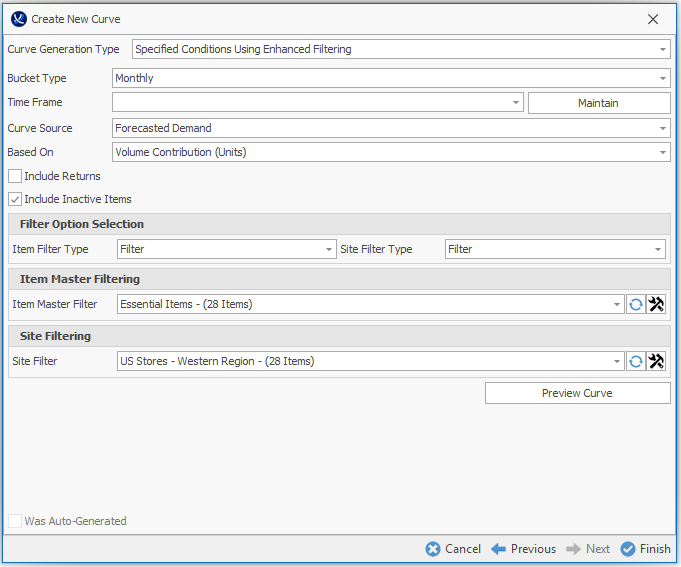 Create New Curve
Curve Generation Type Specified Conditions Using Enhanced Filtering
Bucket Type Monthly
Time Frame Maintain
Curve Source Forecasted Demand
Based On Volume Contribution (Units)
Include Returns
Include Inactive Items
Filter Option Selection
Item Filter Type Filter Site Filter Type Filter
Item Master Filtering
Item Master Filter Essential Items - (28 Items)
Site Filtering
Site Filter US Stores - Western Region - (28 Items)
Preview Curve
Was Auto-Generated
Cancel Previous Next Finish